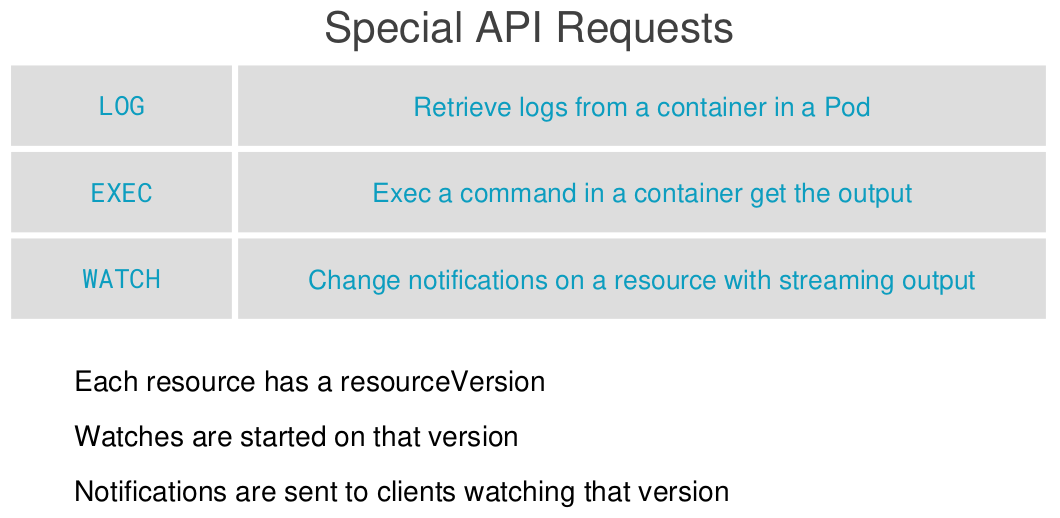 Special API Requests
LOG
Retrieve logs from a container in a Pod
EXEC
Exec a command in a container get the output
WATCH
Change notifications on a resource with streaming output
Each resource has a resourceVersion
Watches are started on that version
Notifications are sent to clients watching that version